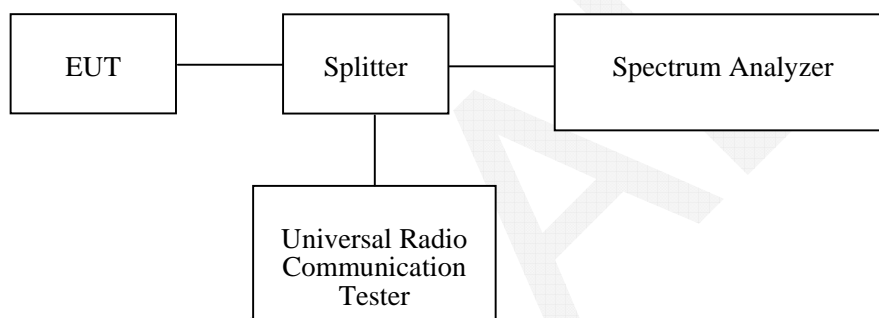 EUT
Splitter
Spectrum Analyzer
Universal Radio
Communication
Tester